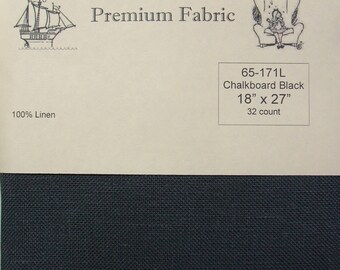 Premium Fabric
65-171L
Chalkboard Black
18" x 27"
32 count
100% Linen